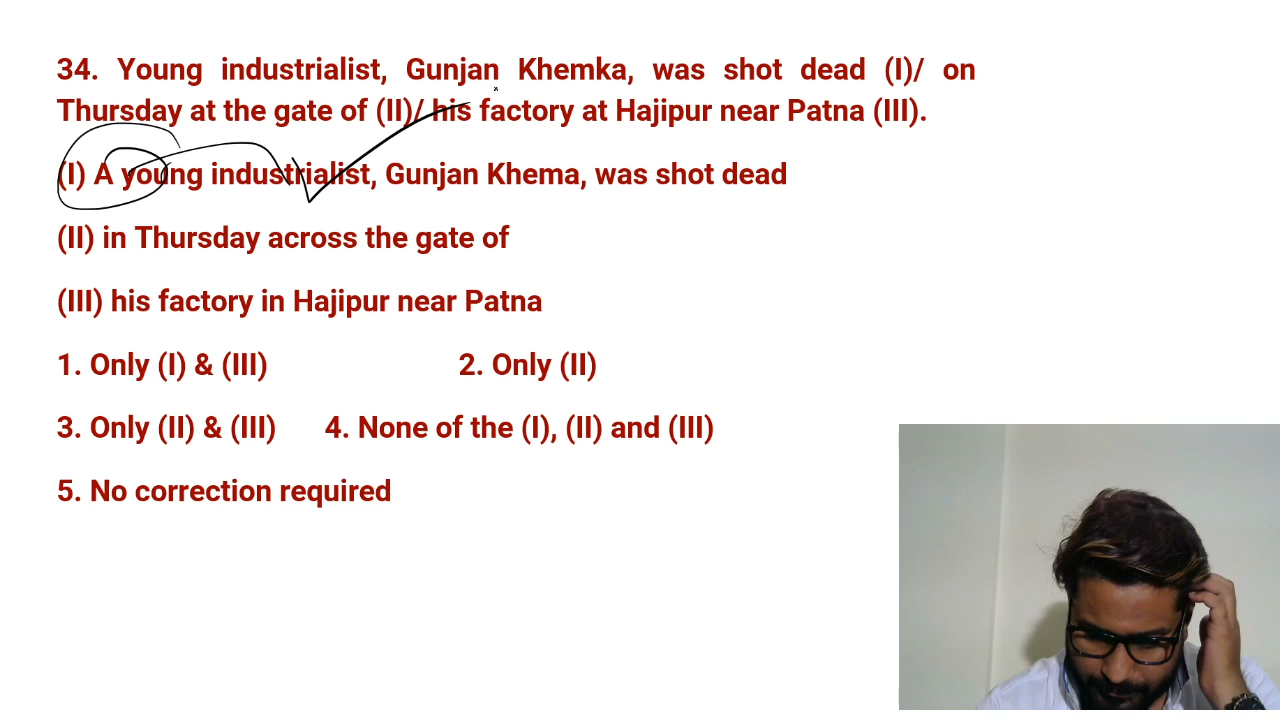 34. Young industrialist, Gunjan Khemka, was shot dead (I)/ on
Thursday at the gate of (II)/ his factory at Hajipur near Patna (III).
(I) A young industrialist, Gunjan Khema, was shot dead
(II) in Thursday across the gate of
(III) his factory in Hajipur near Patna
1. Only (I) & (III) 2. Only (II)
3. Only (II) & (III) 4. None of the (I), (II) and (III)
5. No correction required